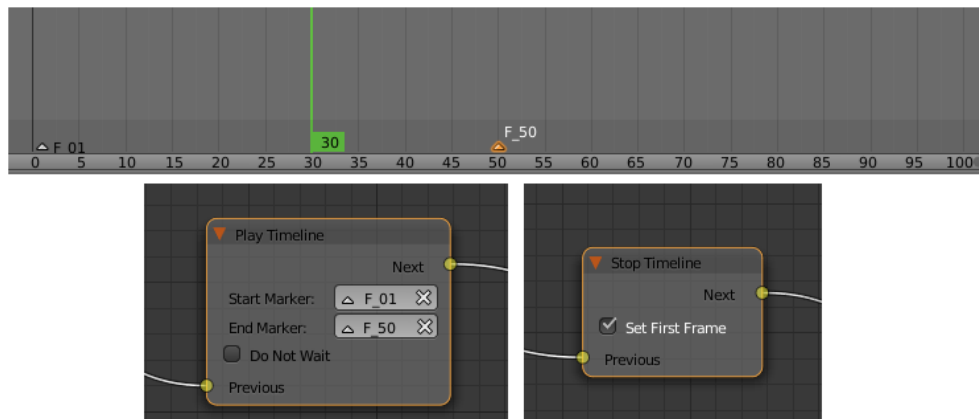 F_50
30
F_01
0 5 10 15 20 25 30 35 40 45 50 55 60 65 70 75 80 85 90 95 100
Play Timeline
Next
Start Marker: F_01
End Marker: F_50
Do Not Wait
Previous
Stop Timeline
Next
Set First Frame
Previous